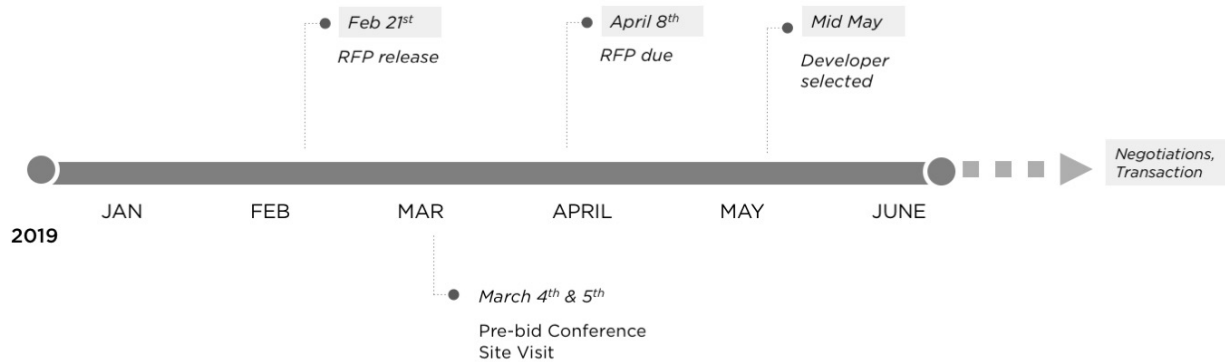 Feb 21st
RFP release
April 8th
RFP due
Mid May
Developer
selected
Negotiations,
Transaction
JAN
FEB
MAR
APRIL
MAY
JUNE
2019
March 4th & 5th
Pre-bid Conference
Site Visit